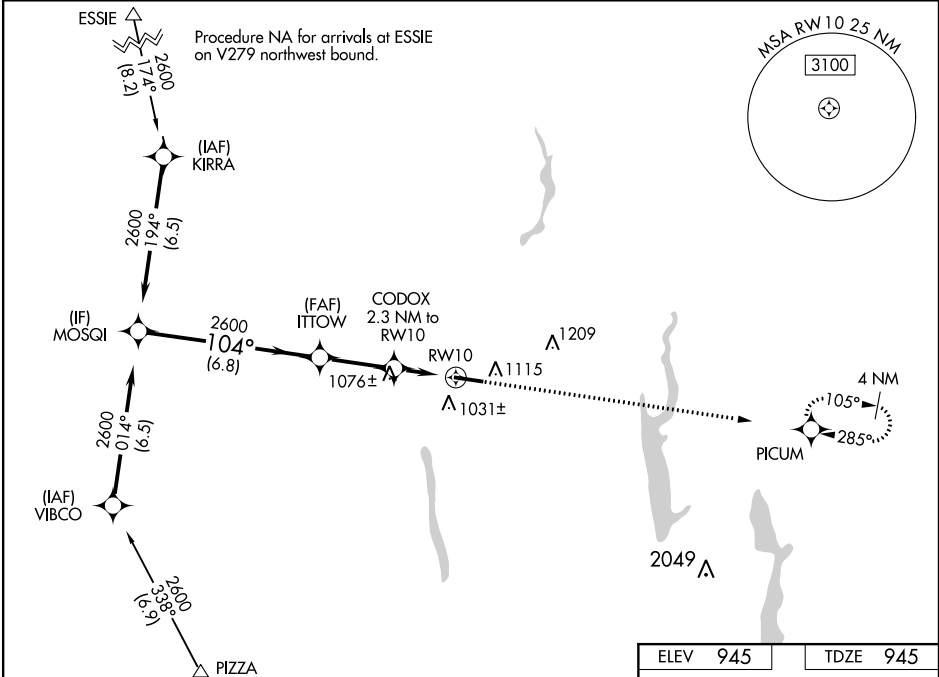 ESSIE
Procedure NA for arrivals at ESSIE
on V279 northwest bound.
MSA RW10 25 NM
3100
2600
174°
(8.2)
(IAF)
KIRRA
2600
194°
(6.5)
(IF)
MOSQI
2600
104°
(6.8)
(FAF)
ITTOW
CODOX
2.3 NM to
RW10
RW10
1076±
1031±
1115
1209
4 NM
105°
285°
PICUM
2600
014°
(6.5)
(IAF)
VIBCO
2600
338°
(6.9)
PIZZA
2049
ELEV 945
TDZE 945